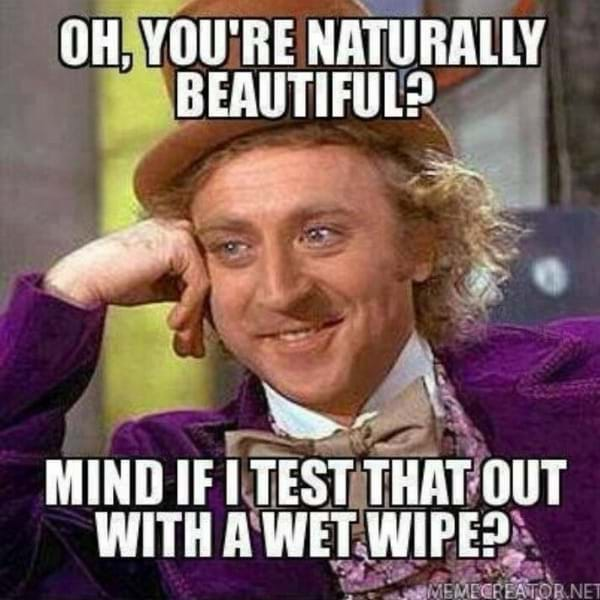 OH, YOU'RE NATURALLY
BEAUTIFUL?
MIND IF I TEST THAT OUT
WITH A WET WIPE?
MEMECREATOR.NET